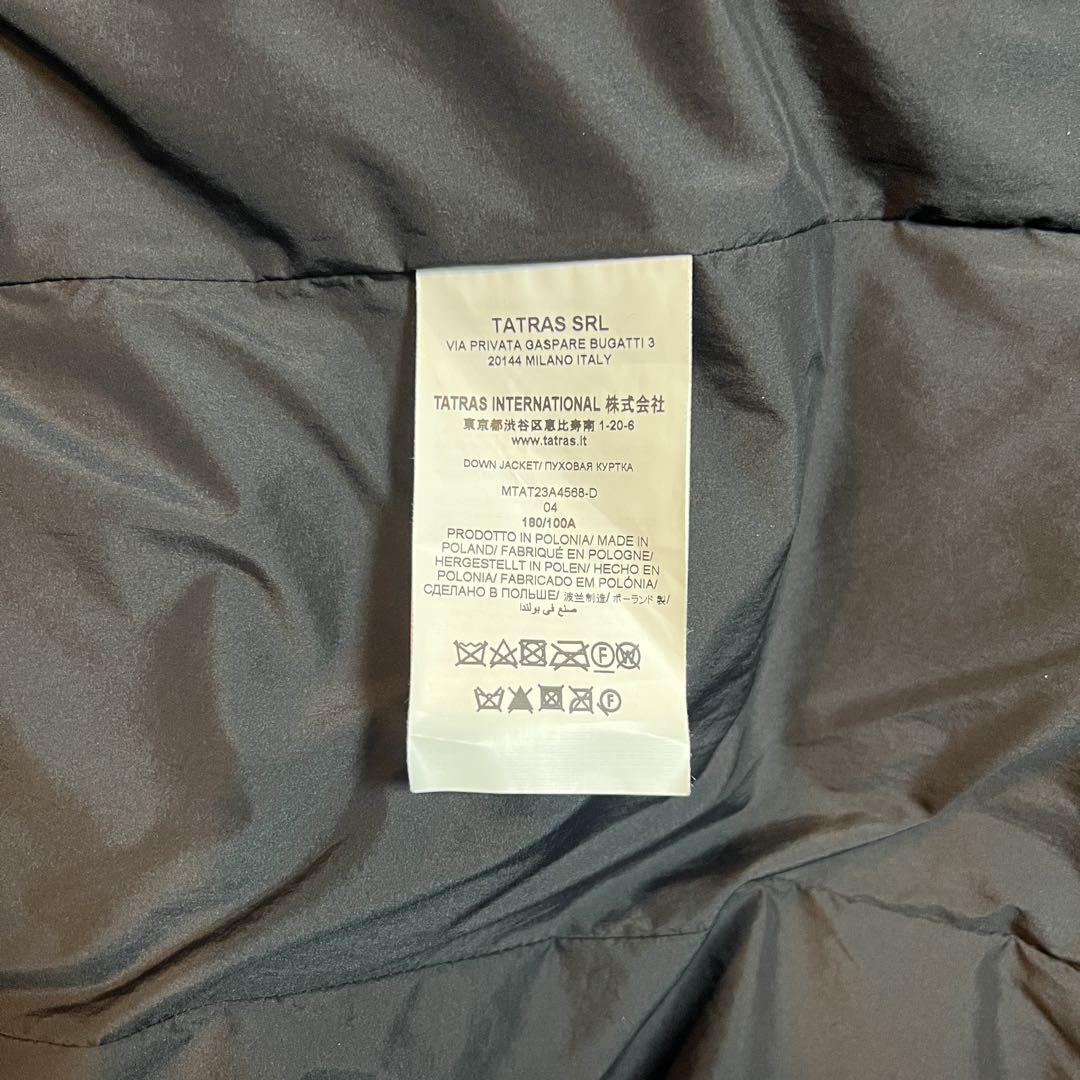 TATRAS SRL
VIA PRIVATA GASPARE BUGATTI 3
20144 MILANO ITALY
TATRAS INTERNATIONAL 株式会社
東京都渋谷区恵比寿南 1-20-6
www.tatras.it
DOWN JACKET/ ПУХОВАЯ КУРТКА
MTAT23A4568-D
04
180/100A
PRODOTTO IN POLONIA/ MADE IN
POLAND/ FABRIQUÉ EN POLOGNE/
HERGESTELLT IN POLEN/ HECHO EN
POLONIA/ FABRICADO EM POLÓNIA/
СДЕЛАНО В ПОЛЬШЕ/ 波兰制造/ ポーランド 製/
صنع في بولندا